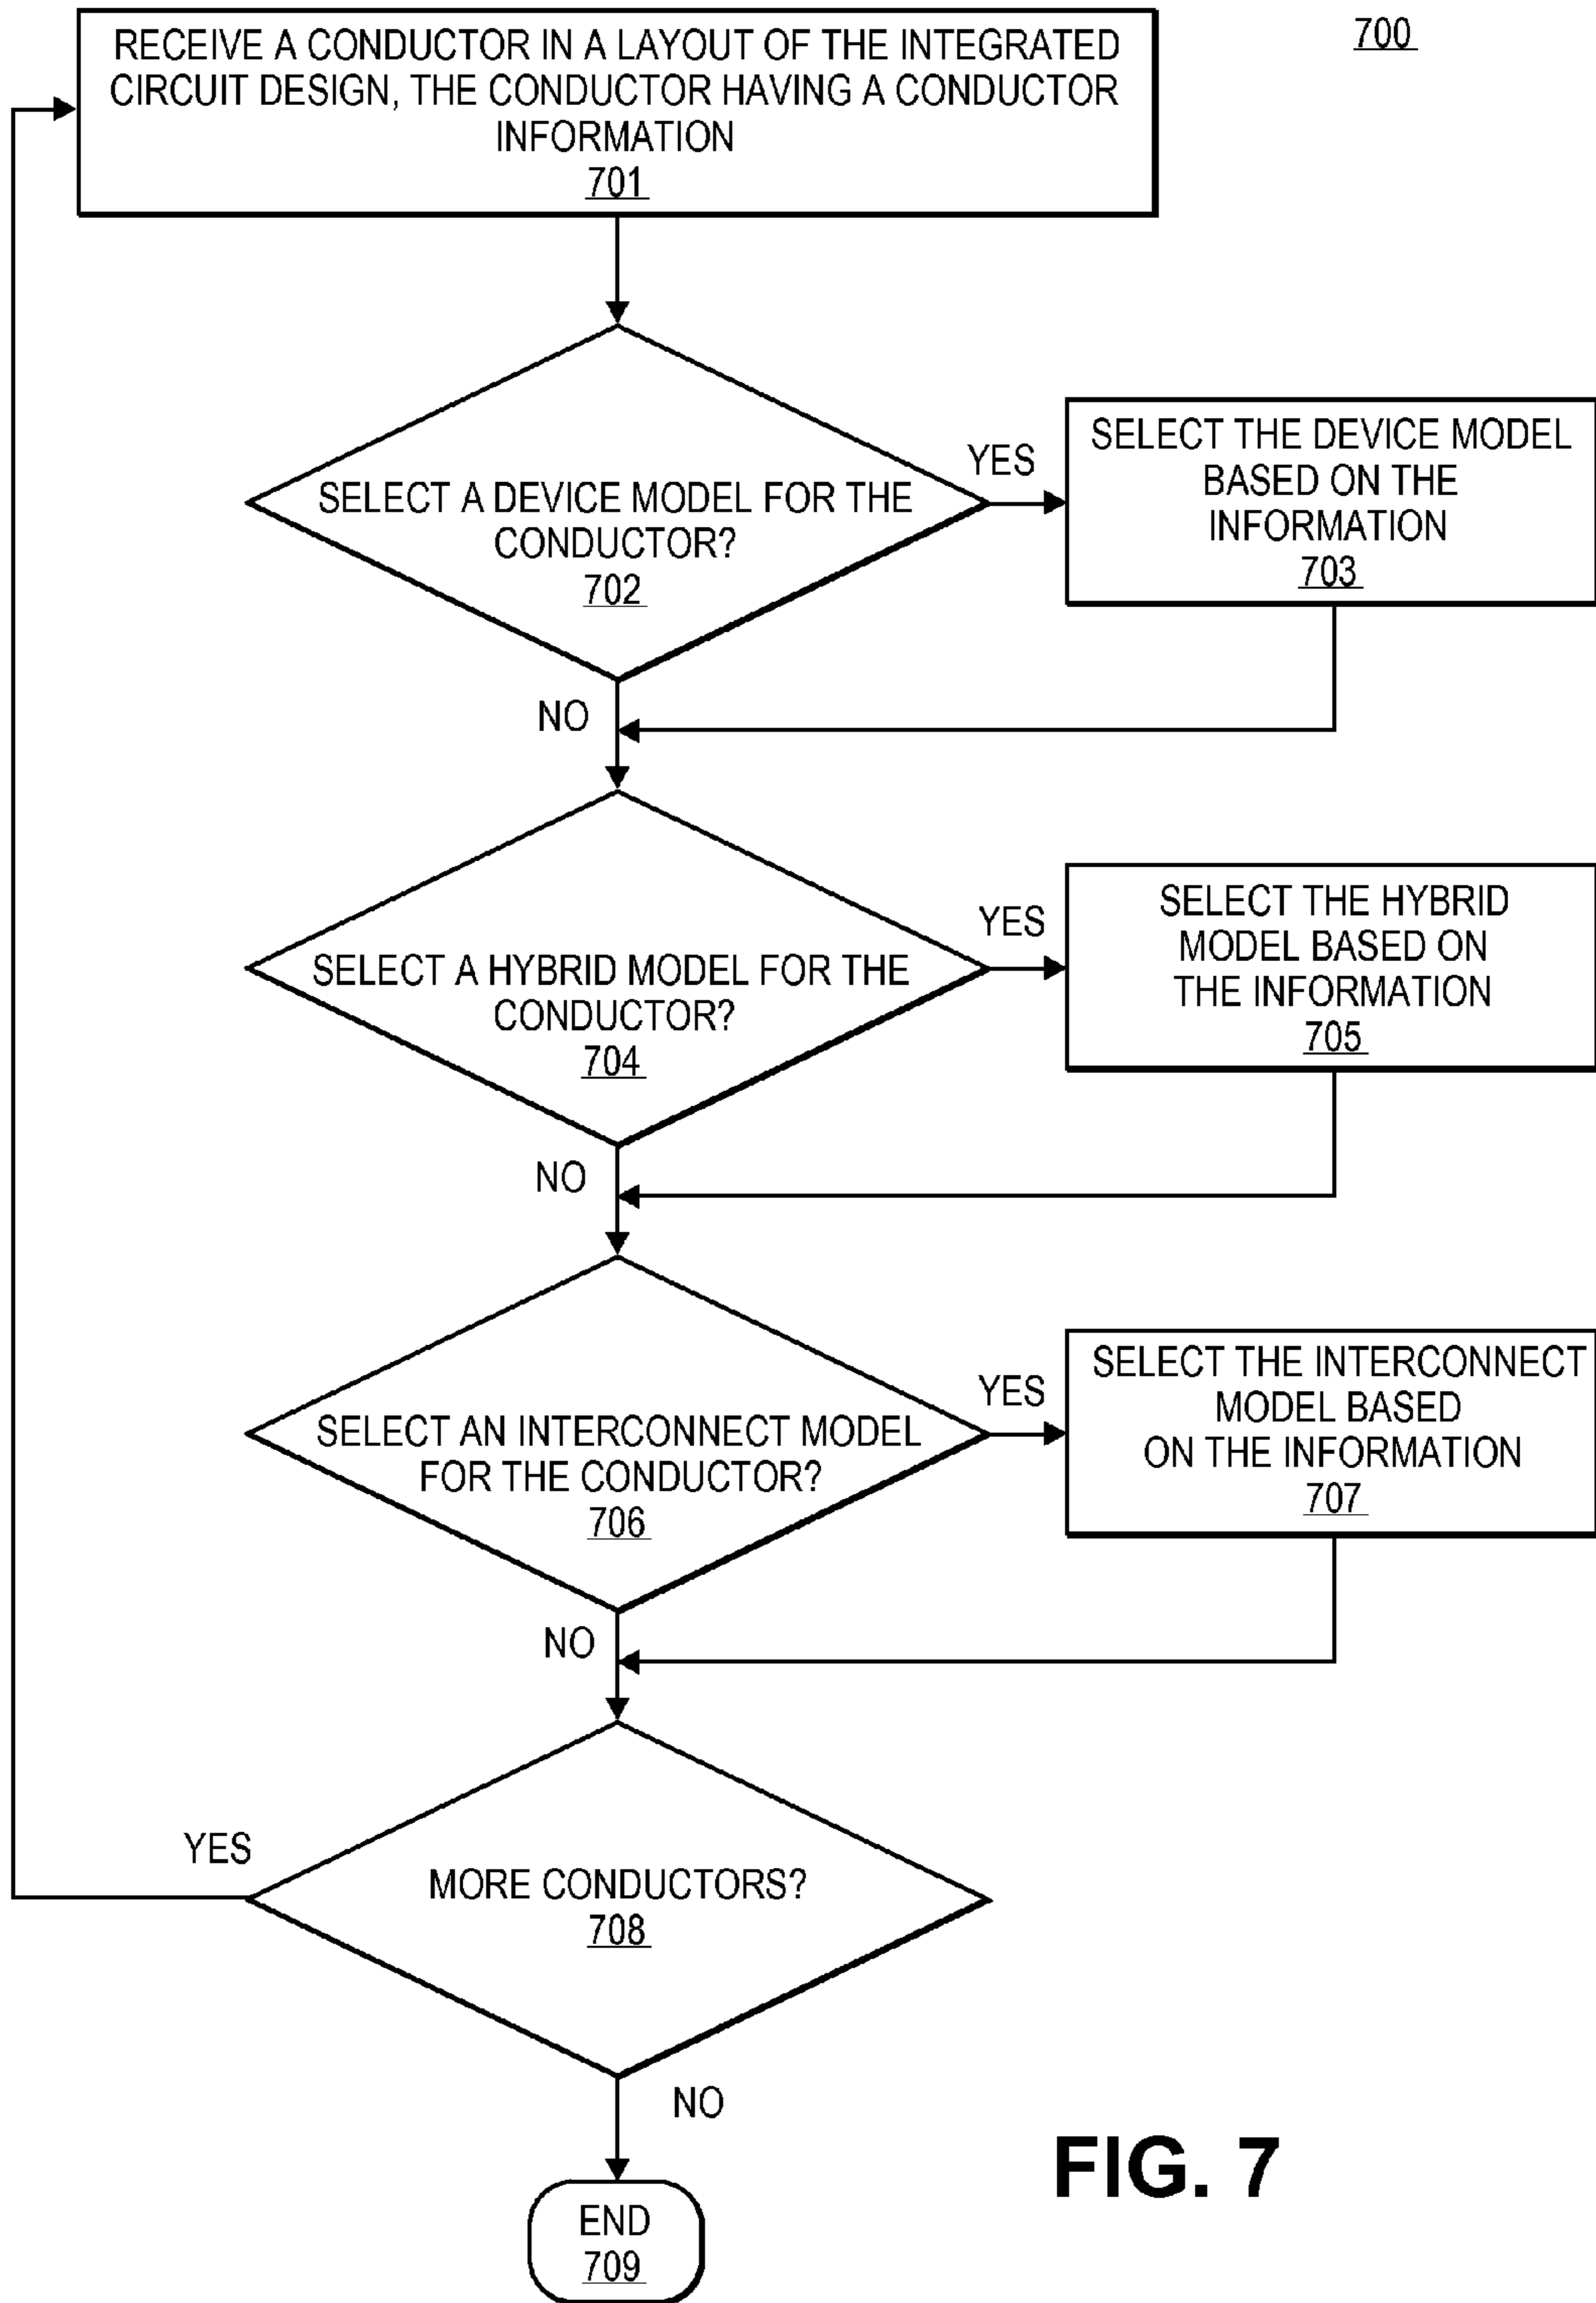 700
RECEIVE A CONDUCTOR IN A LAYOUT OF THE INTEGRATED
CIRCUIT DESIGN, THE CONDUCTOR HAVING A CONDUCTOR
INFORMATION
701
SELECT A DEVICE MODEL FOR THE
CONDUCTOR?
702
YES
SELECT THE DEVICE MODEL
BASED ON THE
INFORMATION
703
NO
SELECT A HYBRID MODEL FOR THE
CONDUCTOR?
704
YES
SELECT THE HYBRID
MODEL BASED ON
THE INFORMATION
705
NO
SELECT AN INTERCONNECT MODEL
FOR THE CONDUCTOR?
706
YES
SELECT THE INTERCONNECT
MODEL BASED
ON THE INFORMATION
707
NO
YES
MORE CONDUCTORS?
708
NO
END
709
FIG. 7